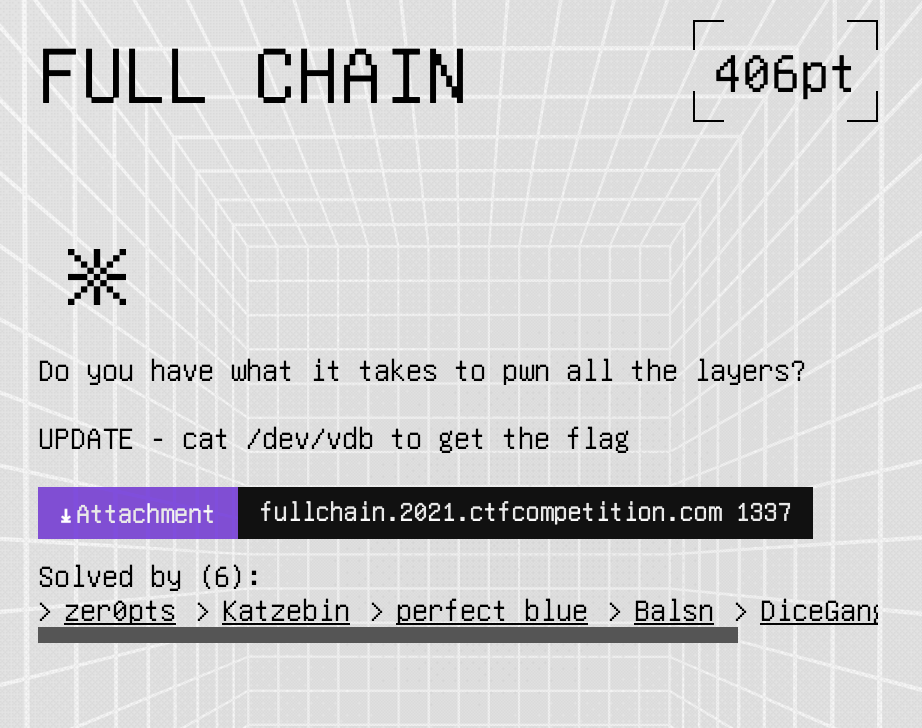 FULL CHAIN
406pt
Do you have what it takes to pwn all the layers?
UPDATE - cat /dev/vdb to get the flag
Attachment
fullchain.2021.ctfcompetition.com 1337
Solved by (6):
> zer0pts > Katzebin > perfect blue > Balsn > DiceGang